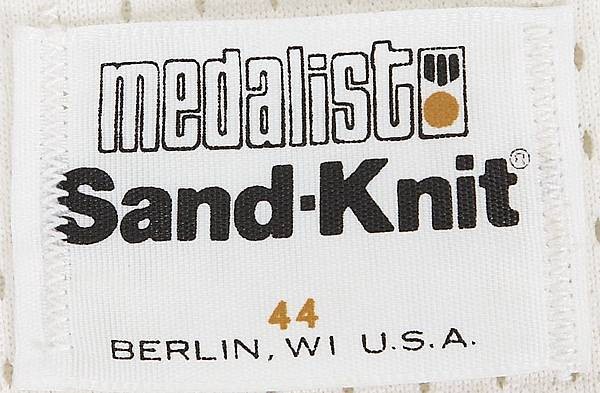 medalist
Sand-Knit®
44
BERLIN, WI U.S.A.